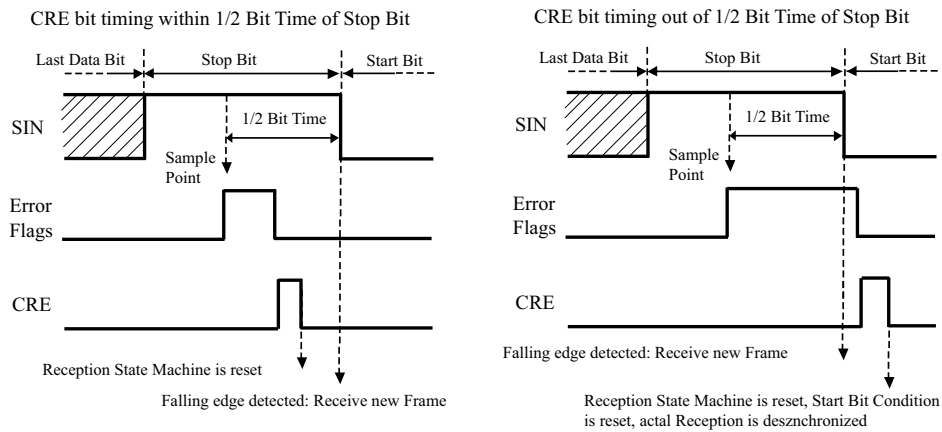 CRE bit timing within 1/2 Bit Time of Stop Bit
Last Data Bit
Stop Bit
Start Bit
SIN
1/2 Bit Time
Sample
Point
Error
Flags
CRE
Reception State Machine is reset
Falling edge detected: Receive new Frame
CRE bit timing out of 1/2 Bit Time of Stop Bit
Last Data Bit
Stop Bit
Start Bit
SIN
1/2 Bit Time
Sample
Point
Error
Flags
CRE
Falling edge detected: Receive new Frame
Reception State Machine is reset, Start Bit Condition
is reset, actal Reception is desznchronized